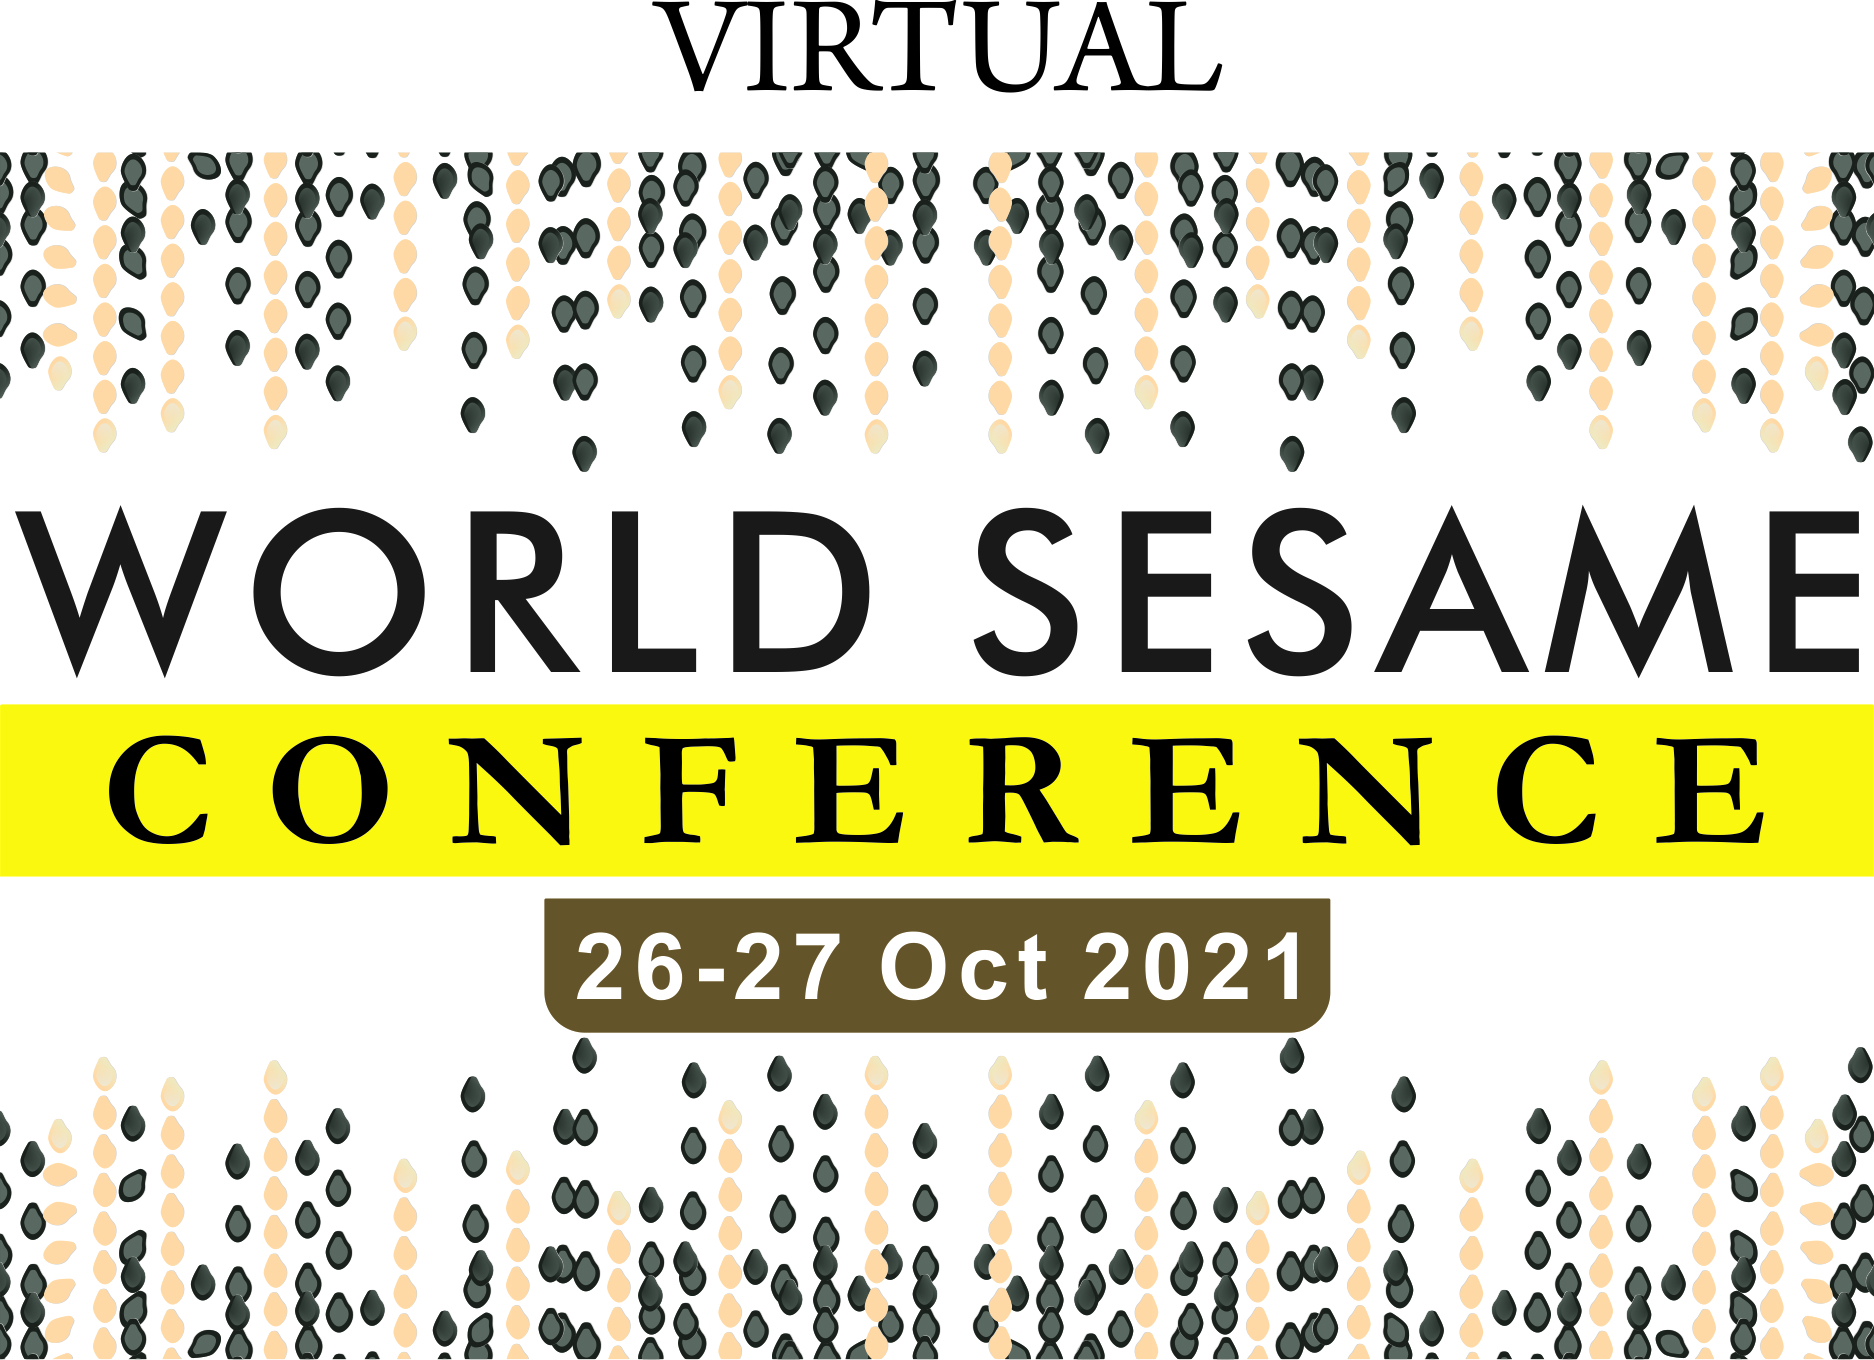 VIRTUAL
WORLD SESAME
CONFERENCE
26-27 Oct 2021